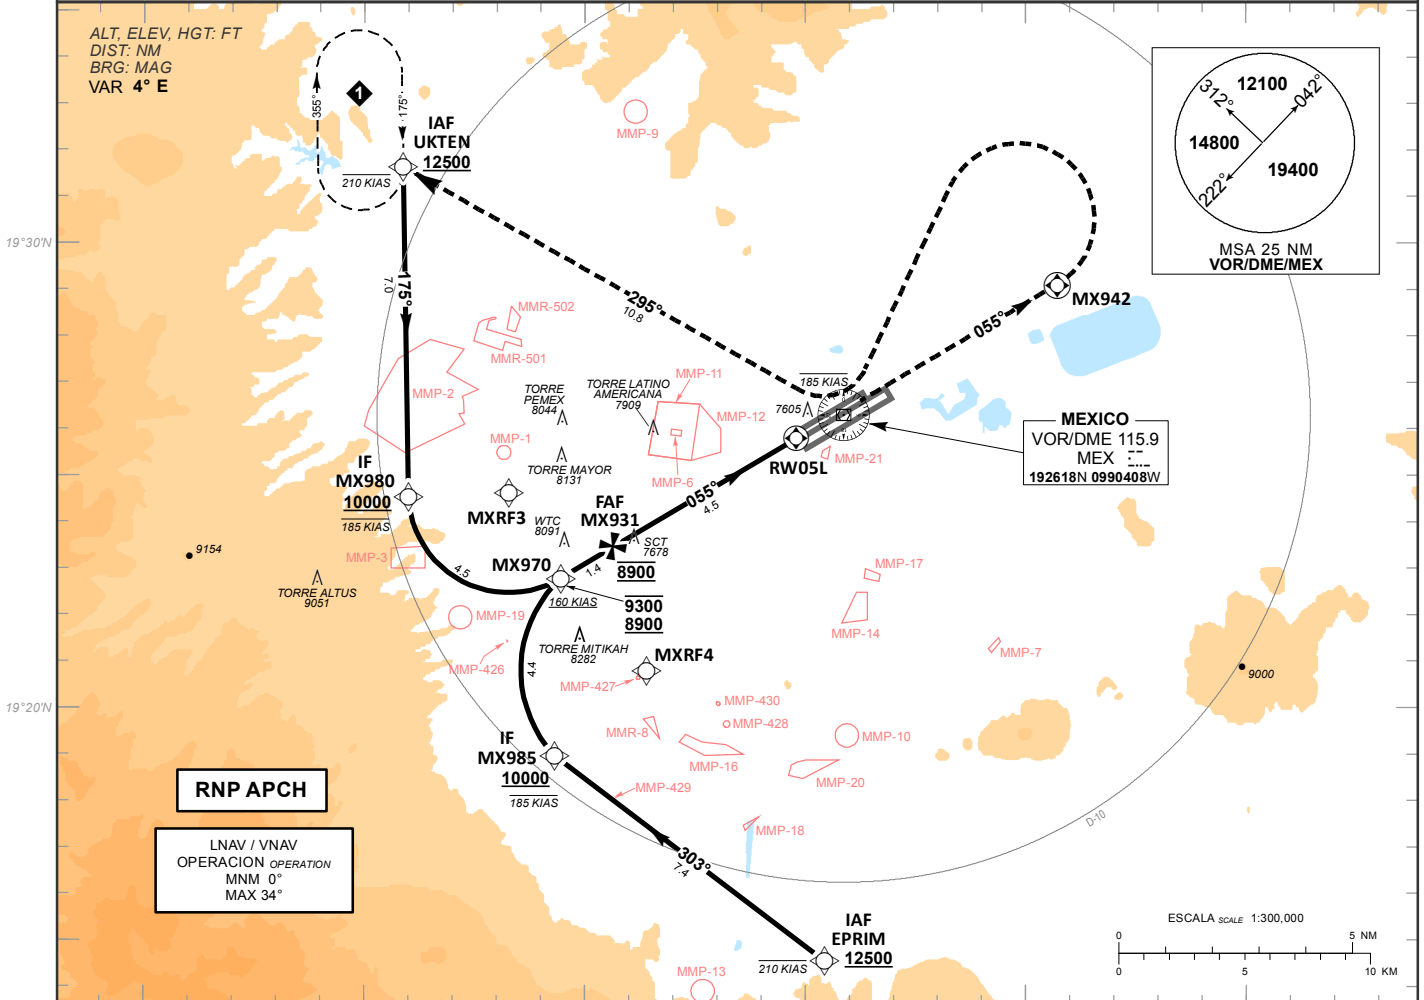 ALT, ELEV, HGT: FT
DIST: NM
BRG: MAG
VAR 4° E
1
355°
175°
IAF
UKTEN
12500
210 KIAS
MMP-9
312°
12100
042°
14800
19400
222°
MSA 25 NM
VOR/DME/MEX
19°30'N
175°
7.0
295°
10.8
MX942
055°
MMR-502
MMR-501
MMP-2
TORRE
PEMEX
8044
TORRE LATINO
AMERICANA
7909
MMP-11
MMP-12
185 KIAS
7605
MMP-1
TORRE MAYOR
8131
MMP-6
MMP-21
RW05L
MEXICO
VOR/DME 115.9
MEX
192618N 0990408W
IF
MX980
10000
185 KIAS
MXRF3
055°
4.5
FAF
MX931
8900
WTC
8091
SCT
7678
9154
MMP-3
4.5
MX970
1.4
160 KIAS
9300
8900
TORRE ALTUS
9051
MMP-19
MMP-17
MMP-14
MMP-7
TORRE MITIKAH
8282
MXRF4
MMP-426
4.4
MMP-427
9000
19°20'N
MMP-430
MMP-428
MMR-8
MMP-10
MMP-16
MMP-20
IF
MX985
10000
185 KIAS
MMP-429
MMP-18
D-10
RNP APCH
LNAV / VNAV
OPERACION OPERATION
MNM 0°
MAX 34°
303°
7.4
IAF
EPRIM
12500
210 KIAS
MMP-13
ESCALA SCALE 1:300,000
0 5 NM
0 5 10 KM